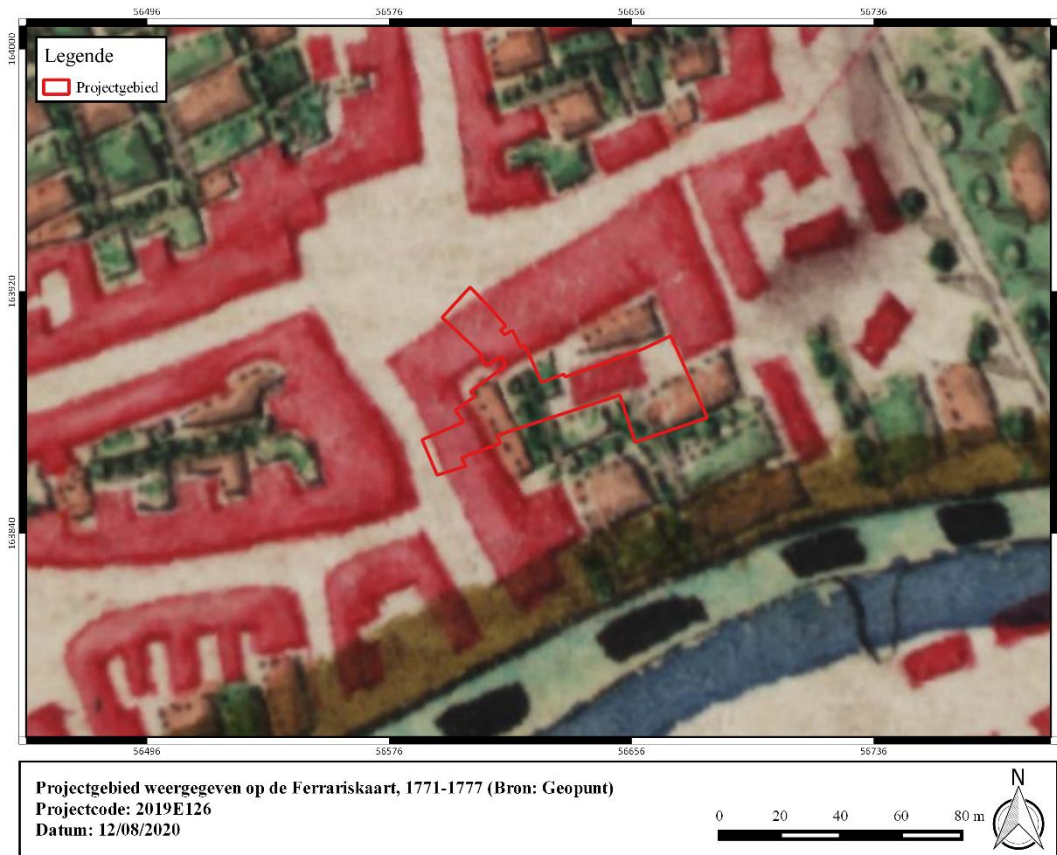 56496 56576 56656 56736
164000
163920
163840
Legende
Projectgebied
56496 56576 56656 56736
Projectgebied weergegeven op de Ferrariskaart, 1771-1777 (Bron: Geopunt)
Projectcode: 2019E126
Datum: 12/08/2020
0 20 40 60 80 m
N